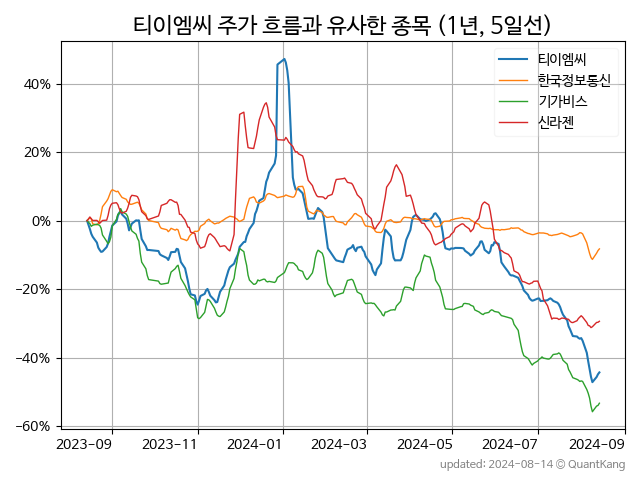 티이엠씨 주가 흐름과 유사한 종목 (1년, 5일선)
티이엠씨
한국정보통신
기가비스
신라젠
40%
20%
0%
−20%
−40%
−60%
2023-09 2023-11 2024-01 2024-03 2024-05 2024-07 2024-09
updated: 2024-08-14 © QuantKang